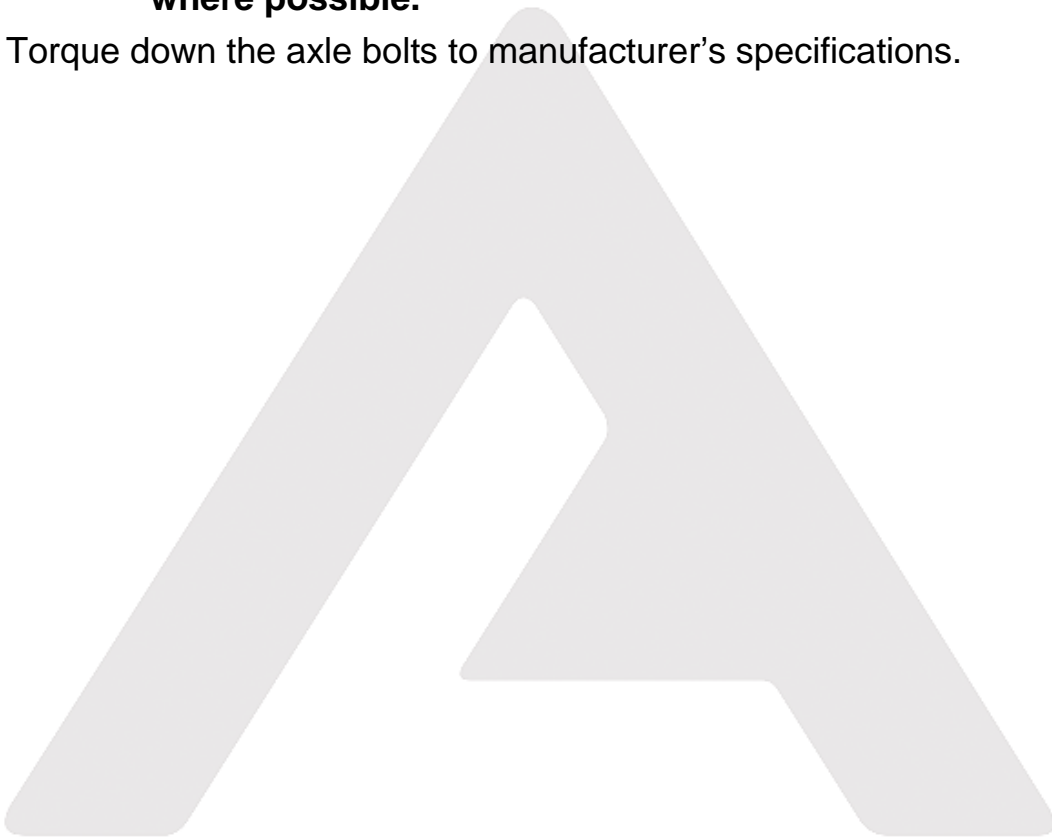 where possible.
Torque down the axle bolts to manufacturer’s specifications.